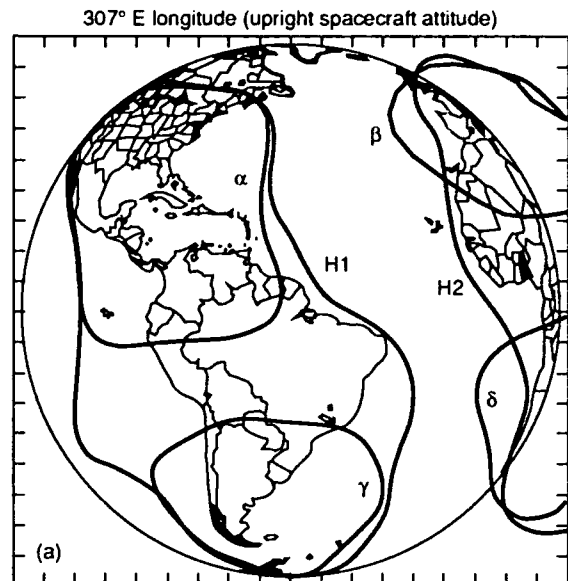 307° E longitude (upright spacecraft attitude)
β
α
H1
H2
δ
γ
(a)